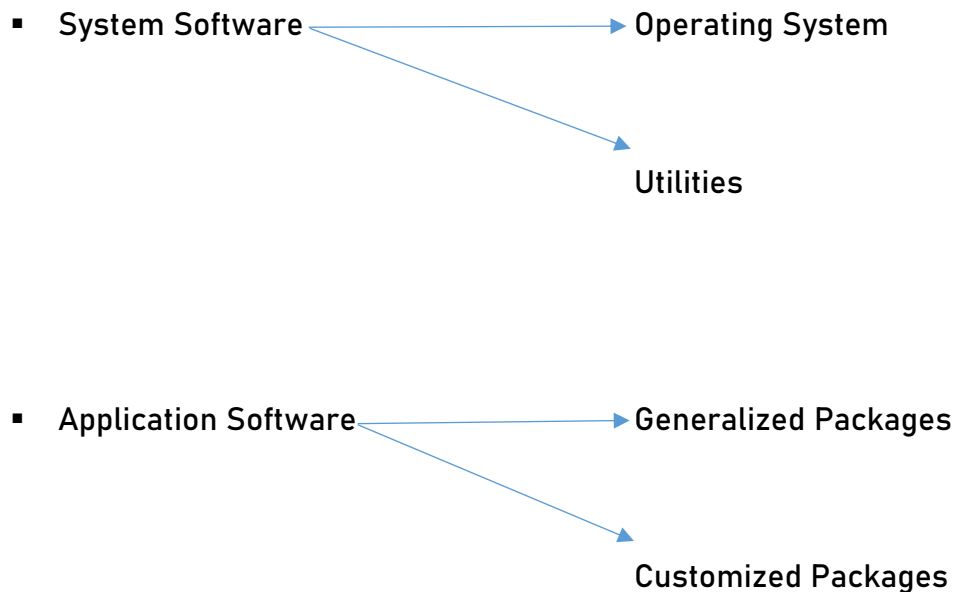 ▪ System Software Operating System
Utilities
▪ Application Software Generalized Packages
Customized Packages